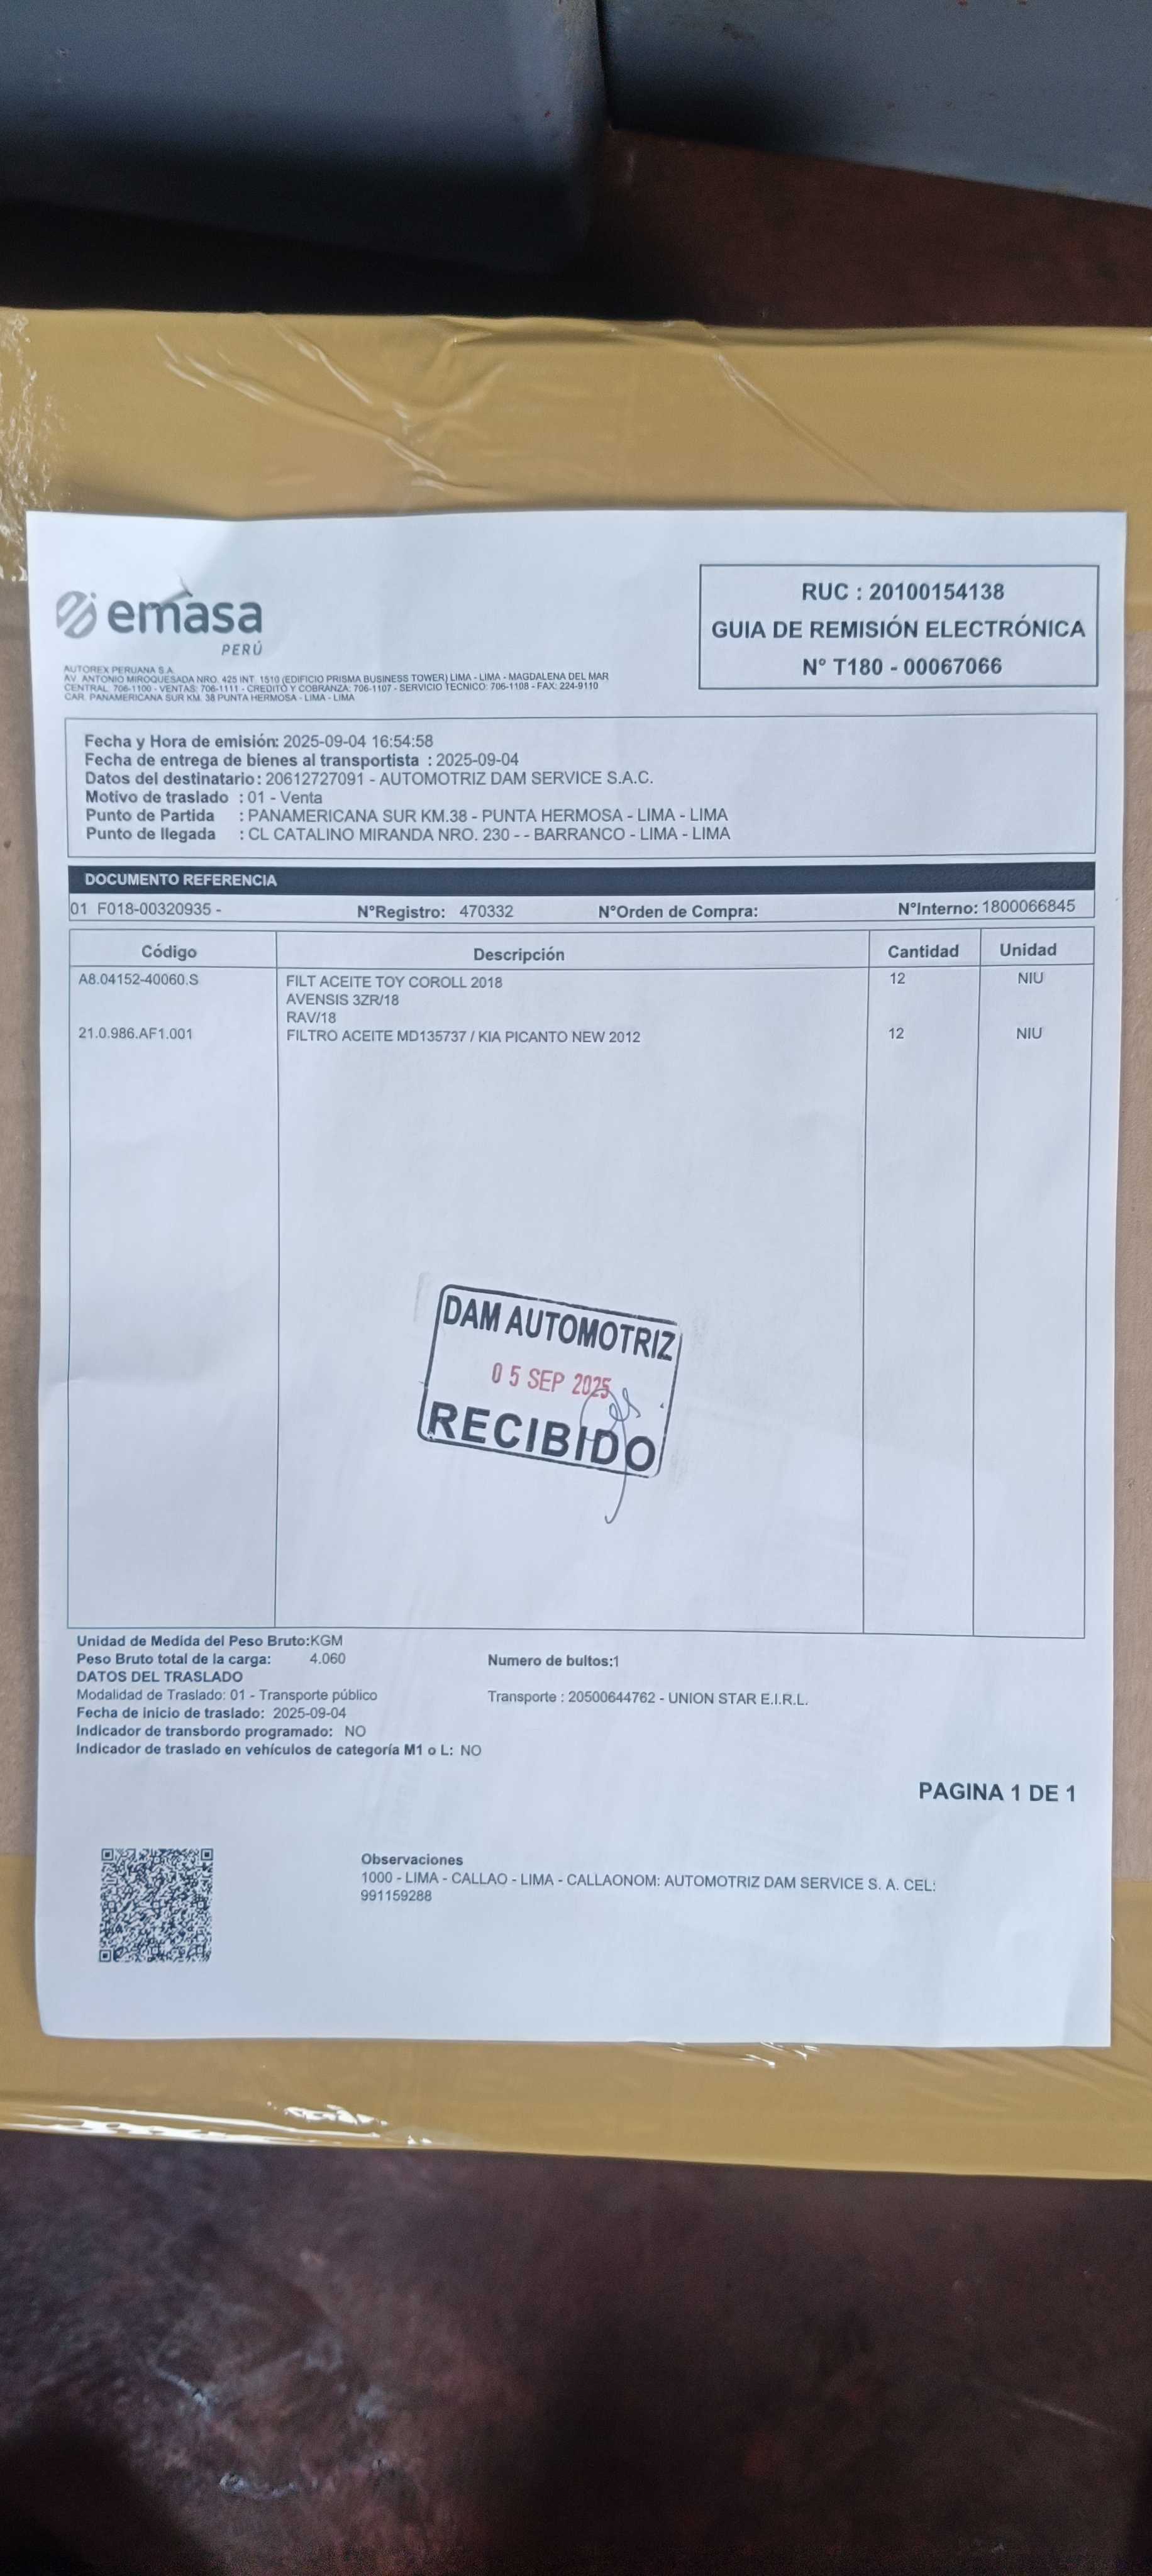 emasa
PERÚ
AUTOREX PERUANA S.A.
AV. ANTONIO MIROQUESADA NRO. 425 INT. 1510 (EDIFICIO PRISMA BUSINESS TOWER) LIMA - LIMA - MAGDALENA DEL MAR
CENTRAL: 706-1100 - VENTAS: 706-1111 - CREDITO Y COBRANZA: 706-1107 - SERVICIO TECNICO: 706-1108 - FAX: 224-9110
CAR. PANAMERICANA SUR KM. 38 PUNTA HERMOSA - LIMA - LIMA
RUC : 20100154138
GUIA DE REMISIÓN ELECTRÓNICA
N° T180 - 00067066
Fecha y Hora de emisión: 2025-09-04 16:54:58
Fecha de entrega de bienes al transportista : 2025-09-04
Datos del destinatario : 20612727091 - AUTOMOTRIZ DAM SERVICE S.A.C.
Motivo de traslado : 01 - Venta
Punto de Partida : PANAMERICANA SUR KM.38 - PUNTA HERMOSA - LIMA - LIMA
Punto de llegada : CL CATALINO MIRANDA NRO. 230 - - BARRANCO - LIMA - LIMA
DOCUMENTO REFERENCIA
01 F018-00320935 - N°Registro: 470332 N°Orden de Compra: N°Interno: 1800066845
Código Descripción Cantidad Unidad
A8.04152-40060.S FILT ACEITE TOY COROLL 2018 12 NIU
AVENSIS 3ZR/18
RAV/18
21.0.986.AF1.001 FILTRO ACEITE MD135737 / KIA PICANTO NEW 2012 12 NIU
DAM AUTOMOTRIZ
05 SEP 2025
RECIBIDO
Unidad de Medida del Peso Bruto:KGM
Peso Bruto total de la carga: 4.060 Numero de bultos:1
DATOS DEL TRASLADO
Modalidad de Traslado: 01 - Transporte público Transporte : 20500644762 - UNION STAR E.I.R.L.
Fecha de inicio de traslado: 2025-09-04
Indicador de transbordo programado: NO
Indicador de traslado en vehículos de categoría M1 o L: NO
PAGINA 1 DE 1
Observaciones
1000 - LIMA - CALLAO - LIMA - CALLAONOM: AUTOMOTRIZ DAM SERVICE S. A. CEL:
991159288